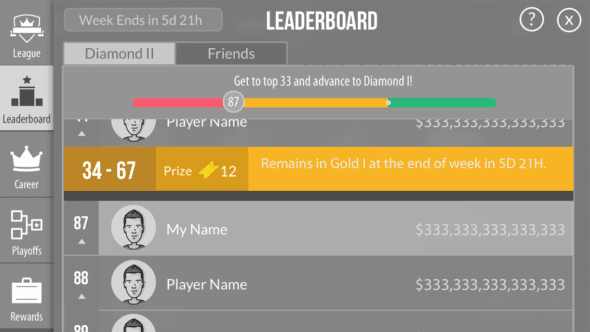 Week Ends in 5d 21h
LEADERBOARD
?
X
League
Leaderboard
Career
Playoffs
Rewards
Diamond II
Friends
Get to top 33 and advance to Diamond I!
87
Player Name
$333,333,333,333,333
34 - 67
Prize 12
Remains in Gold I at the end of week in 5D 21H.
87
My Name
$333,333,333,333,333
88
Player Name
$333,333,333,333,333